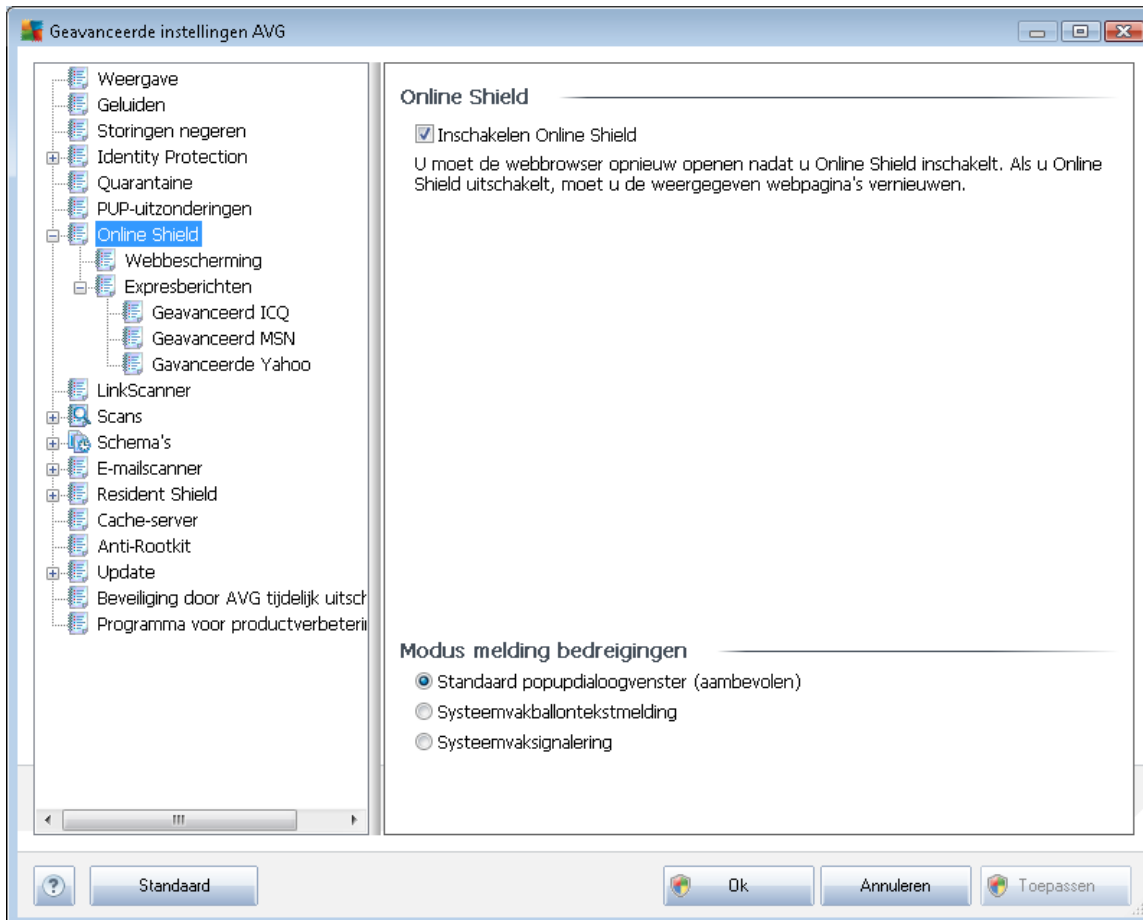 Geavanceerde instellingen AVG
Weergave
Geluiden
Storingen negeren
Identity Protection
Quarantaine
PUP-uitzonderingen
Online Shield
Webbescherming
Expresberichten
Geavanceerd ICQ
Geavanceerd MSN
Gavanceerde Yahoo
LinkScanner
Scans
Schema's
E-mailscanner
Resident Shield
Cache-server
Anti-Rootkit
Update
Beveiliging door AVG tijdelijk uitsch
Programma voor productverbeteri
Online Shield
Inschakelen Online Shield
U moet de webbrowser opnieuw openen nadat u Online Shield inschakelt. Als u Online
Shield uitschakelt, moet u de weergegeven webpagina's vernieuwen.
Modus melding bedreigingen
Standaard popupdialoogvenster (aambevolen)
Systeemvakballontekstmelding
Systeemvaksignalering
?
Standaard
Ok
Annuleren
Toepassen